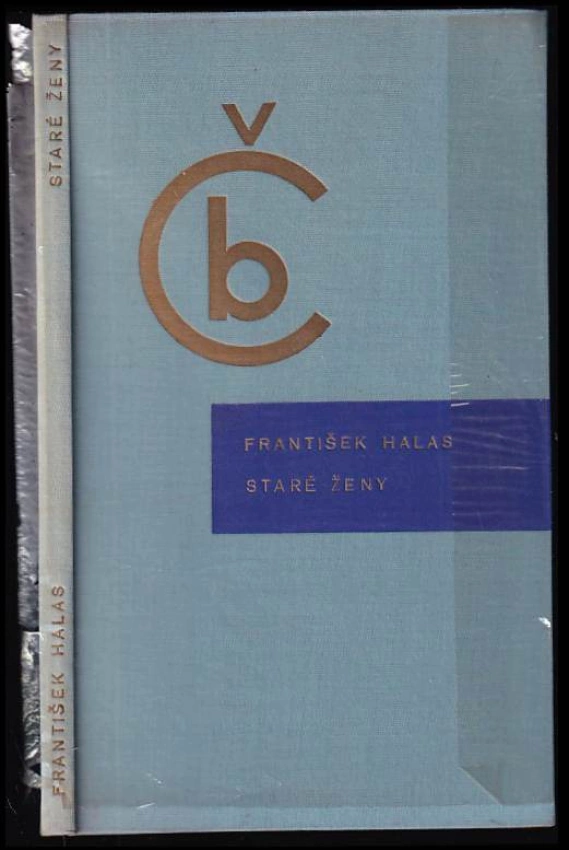 Č
b
FRANTIŠEK HALAS
STARÉ ŽENY
FRANTIŠEK HALAS
STARÉ ŽENY